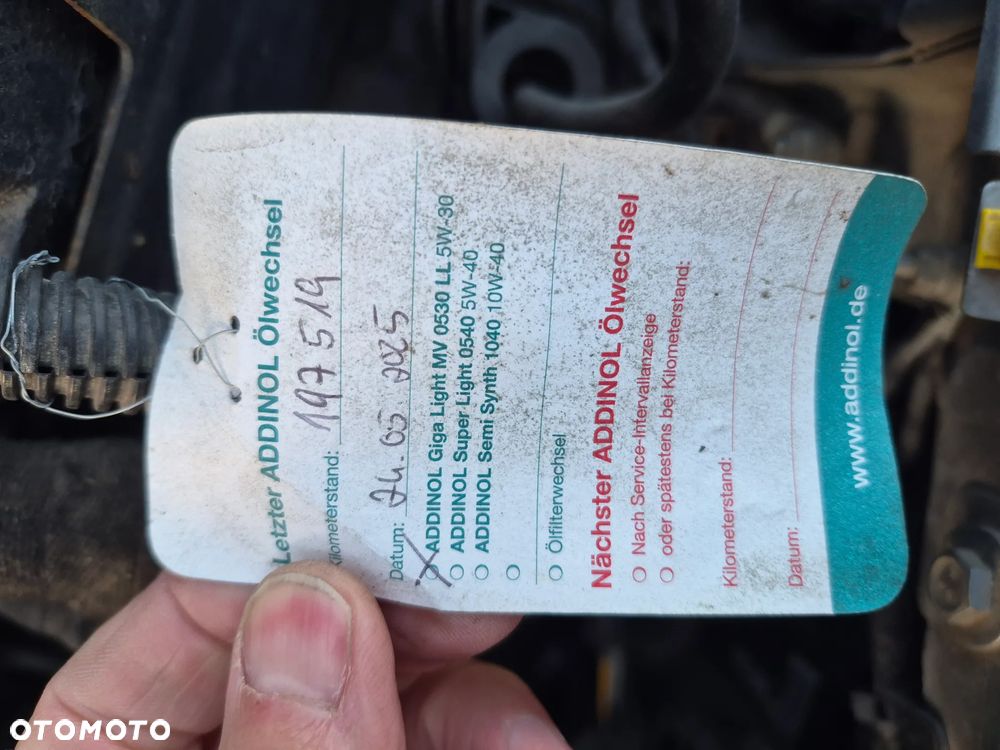 Letzter ADDINOL Ölwechsel
Kilometerstand: 197519
Datum: 24.05.2025
X ADDINOL Giga Light MV 0530 LL 5W-30
ADDINOL Super Light 0540 5W-40
ADDINOL Semi Synth 1040 10W-40
Ölfilterwechsel
Nächster ADDINOL Ölwechsel
Nach Service-Intervallanzeige
oder spätestens bei Kilometerstand:
Kilometerstand:
Datum:
www.addinol.de
OTOMOTO